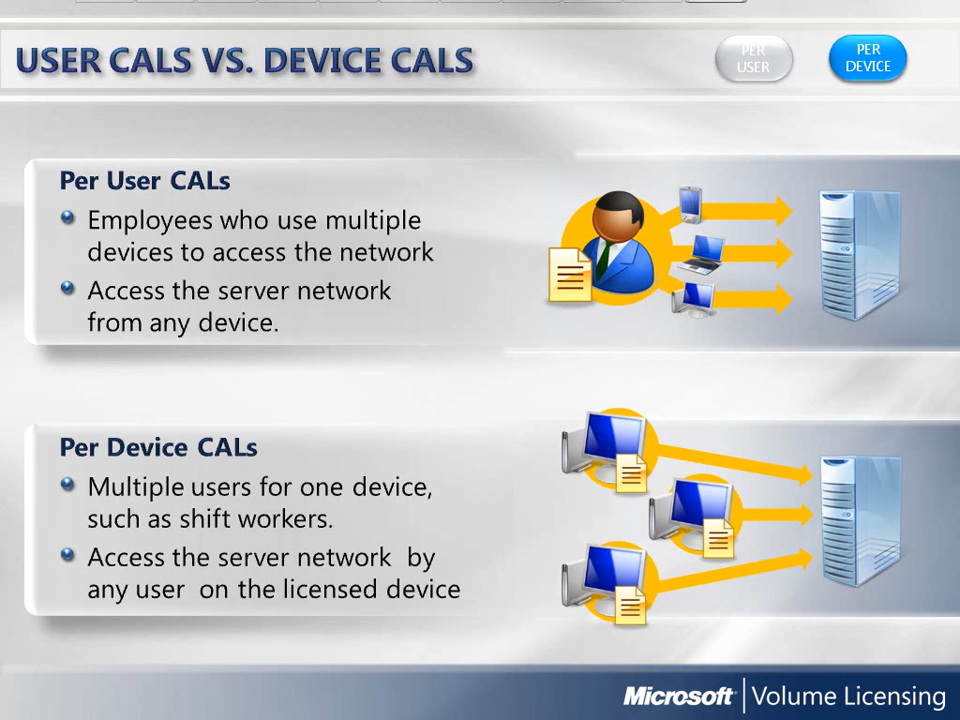 USER CALS VS. DEVICE CALS
PER
USER
PER
DEVICE
Per User CALs
Employees who use multiple
devices to access the network
Access the server network
from any device.
Per Device CALs
Multiple users for one device,
such as shift workers.
Access the server network by
any user on the licensed device
Microsoft | Volume Licensing